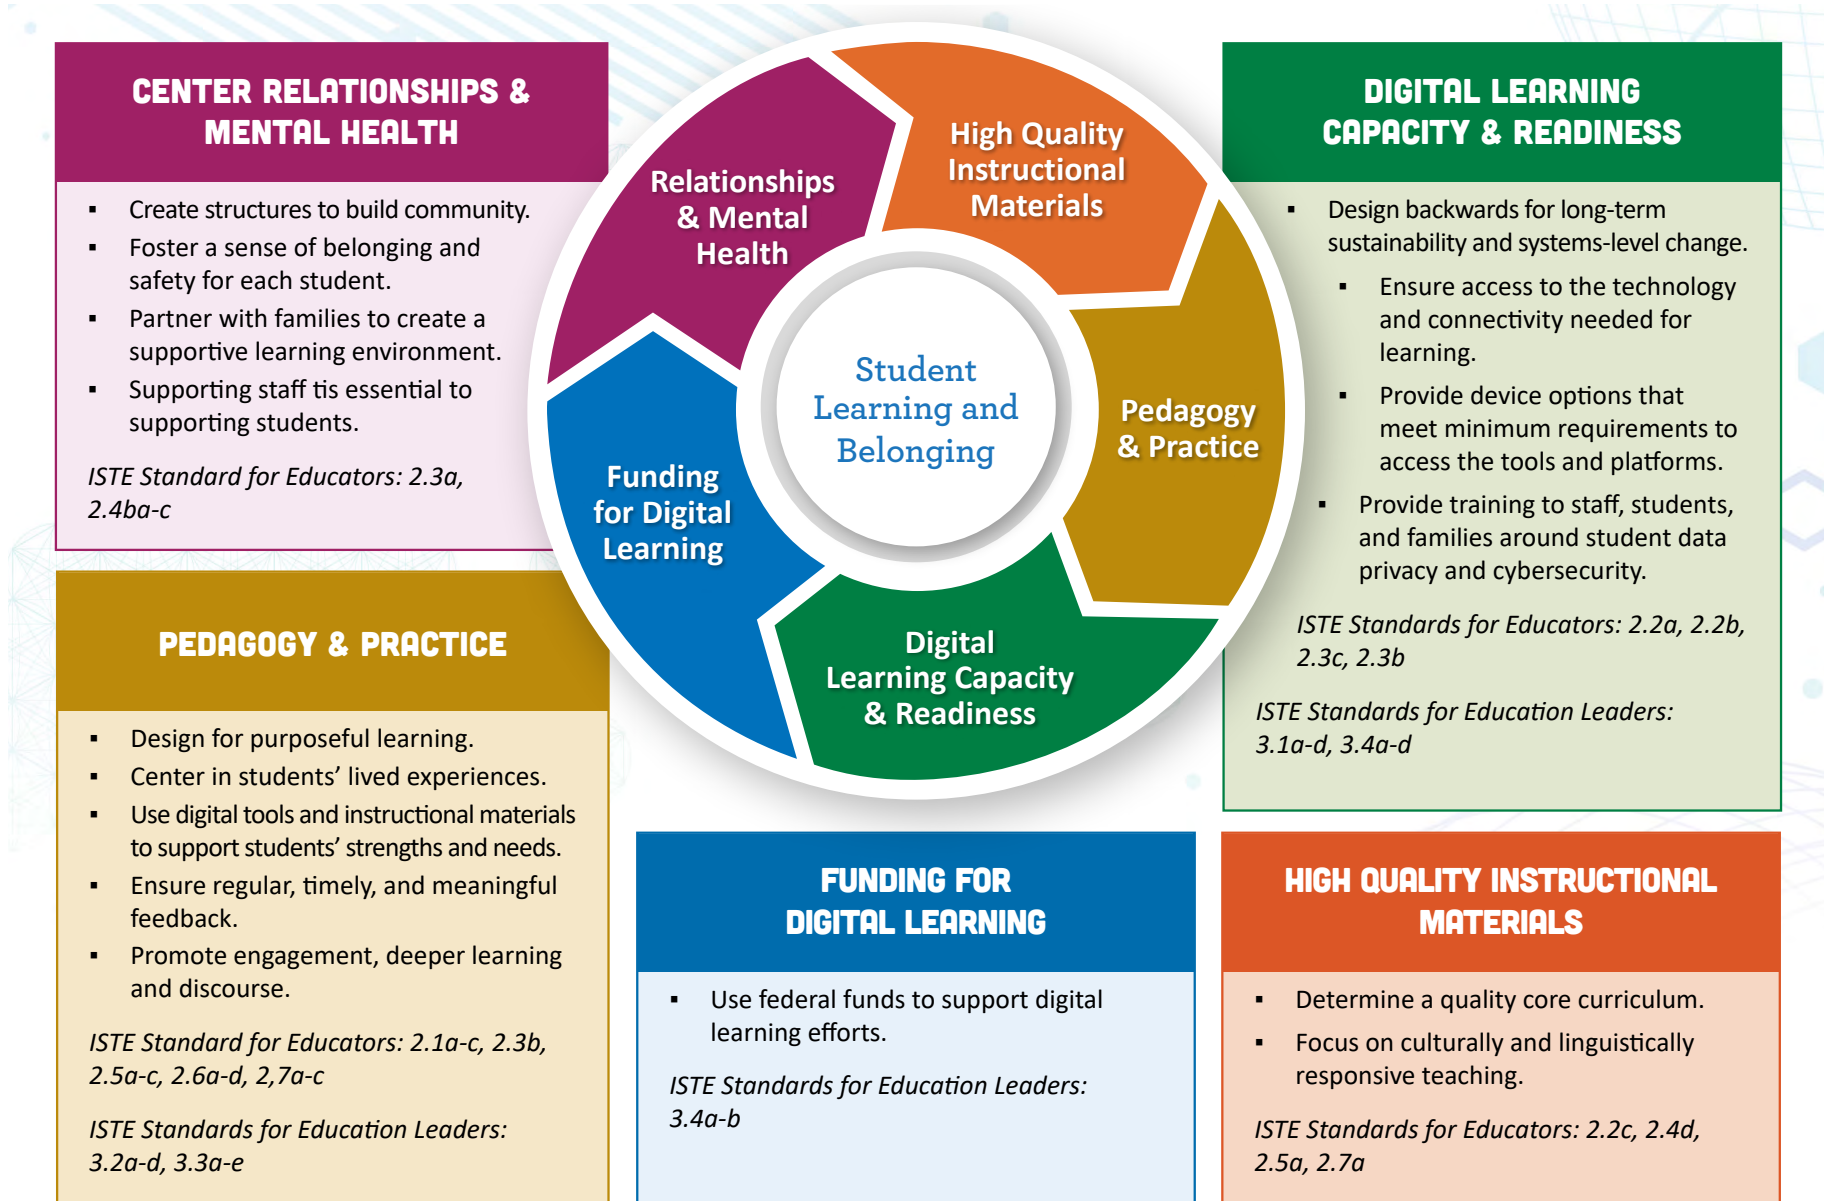 CENTER RELATIONSHIPS &
MENTAL HEALTH
▪ Create structures to build community.
▪ Foster a sense of belonging and
safety for each student.
▪ Partner with families to create a
supportive learning environment.
▪ Supporting staff tis essential to
supporting students.
ISTE Standard for Educators: 2.3a,
2.4ba-c
PEDAGOGY & PRACTICE
▪ Design for purposeful learning.
▪ Center in students’ lived experiences.
▪ Use digital tools and instructional materials
to support students’ strengths and needs.
▪ Ensure regular, timely, and meaningful
feedback.
▪ Promote engagement, deeper learning
and discourse.
ISTE Standard for Educators: 2.1a-c, 2.3b,
2.5a-c, 2.6a-d, 2,7a-c
ISTE Standards for Education Leaders:
3.2a-d, 3.3a-e
Relationships
& Mental
Health
High Quality
Instructional
Materials
Pedagogy
& Practice
Digital
Learning Capacity
& Readiness
Funding
for Digital
Learning
Student
Learning and
Belonging
FUNDING FOR
DIGITAL LEARNING
▪ Use federal funds to support digital
learning efforts.
ISTE Standards for Education Leaders:
3.4a-b
DIGITAL LEARNING
CAPACITY & READINESS
▪ Design backwards for long-term
sustainability and systems-level change.
▪ Ensure access to the technology
and connectivity needed for
learning.
▪ Provide device options that
meet minimum requirements to
access the tools and platforms.
▪ Provide training to staff, students,
and families around student data
privacy and cybersecurity.
ISTE Standards for Educators: 2.2a, 2.2b,
2.3c, 2.3b
ISTE Standards for Education Leaders:
3.1a-d, 3.4a-d
HIGH QUALITY INSTRUCTIONAL
MATERIALS
▪ Determine a quality core curriculum.
▪ Focus on culturally and linguistically
responsive teaching.
ISTE Standards for Educators: 2.2c, 2.4d,
2.5a, 2.7a